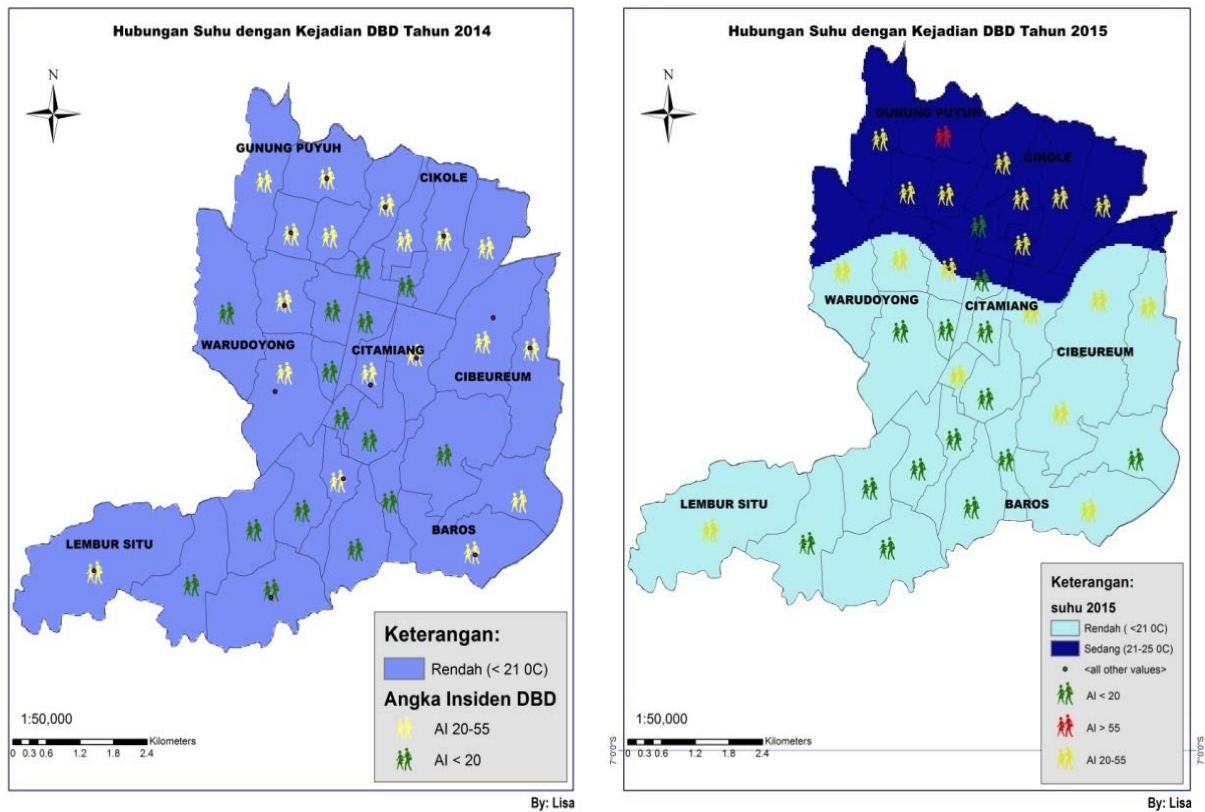 Hubungan Suhu dengan Kejadian DBD Tahun 2014
N
GUNUNG PUYUH
CIKOLE
WARUDOYONG
CITAMIANG
CIBEUREUM
BAROS
LEMBUR SITU
Keterangan:
Rendah (< 21 0C)
Angka Insiden DBD
AI 20-55
AI < 20
1:50,000
Kilometers
0 0.3 0.6 1.2 1.8 2.4
By: Lisa
Hubungan Suhu dengan Kejadian DBD Tahun 2015
N
GUNUNG PUYUH
CIKOLE
WARUDOYONG
CITAMIANG
CIBEUREUM
LEMBUR SITU
BAROS
Keterangan:
suhu 2015
Rendah ( <21 0C)
Sedang (21-25 0C)
<all other values>
AI < 20
AI > 55
AI 20-55
1:50,000
Kilometers
0 0.3 0.6 1.2 1.8 2.4
7°0'0"S
7°0'0"S
By: Lisa